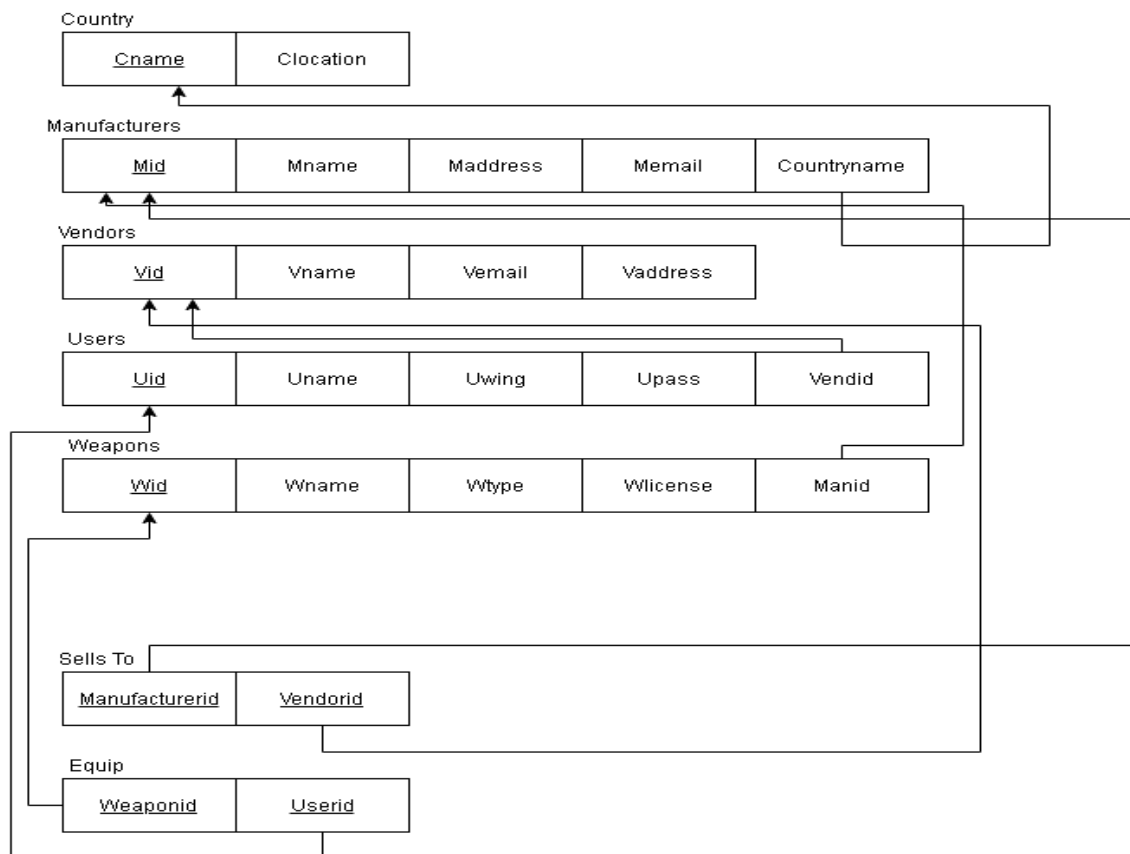 Country
Cname Clocation
Manufacturers
Mid Mname Maddress Memail Countryname
Vendors
Vid Vname Vemail Vaddress
Users
Uid Uname Uwing Upass Vendid
Weapons
Wid Wname Wtype Wlicense Manid
Sells To
Manufacturerid Vendorid
Equip
Weaponid Userid